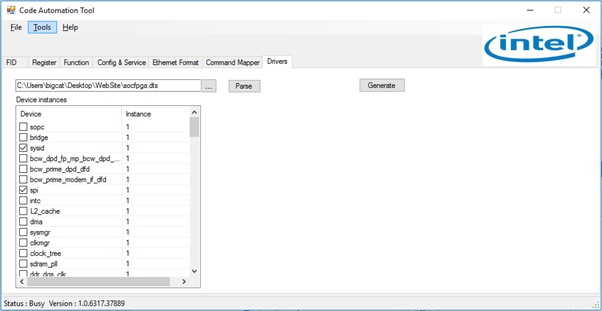 Code Automation Tool
File Tools Help
intel
FID Register Function Config & Service Ethernet Format Command Mapper Drivers
C:\Users\bigcat\Desktop\WebSite\socfpga.dts ... Parse Generate
Device instances
Device Instance
sopc 1
bridge 1
sysid 1
bcw_dpd_fp_mp_bcw_dpd_... 1
bcw_prime_dpd_dfd 1
bcw_prime_modem_if_dfd 1
spi 1
intc 1
L2_cache 1
dma 1
sysmgr 1
clkmgr 1
clock_tree 1
sdram_pll 1
ddr_dqs_clk 1
Status : Busy Version : 1.0.6317.37889